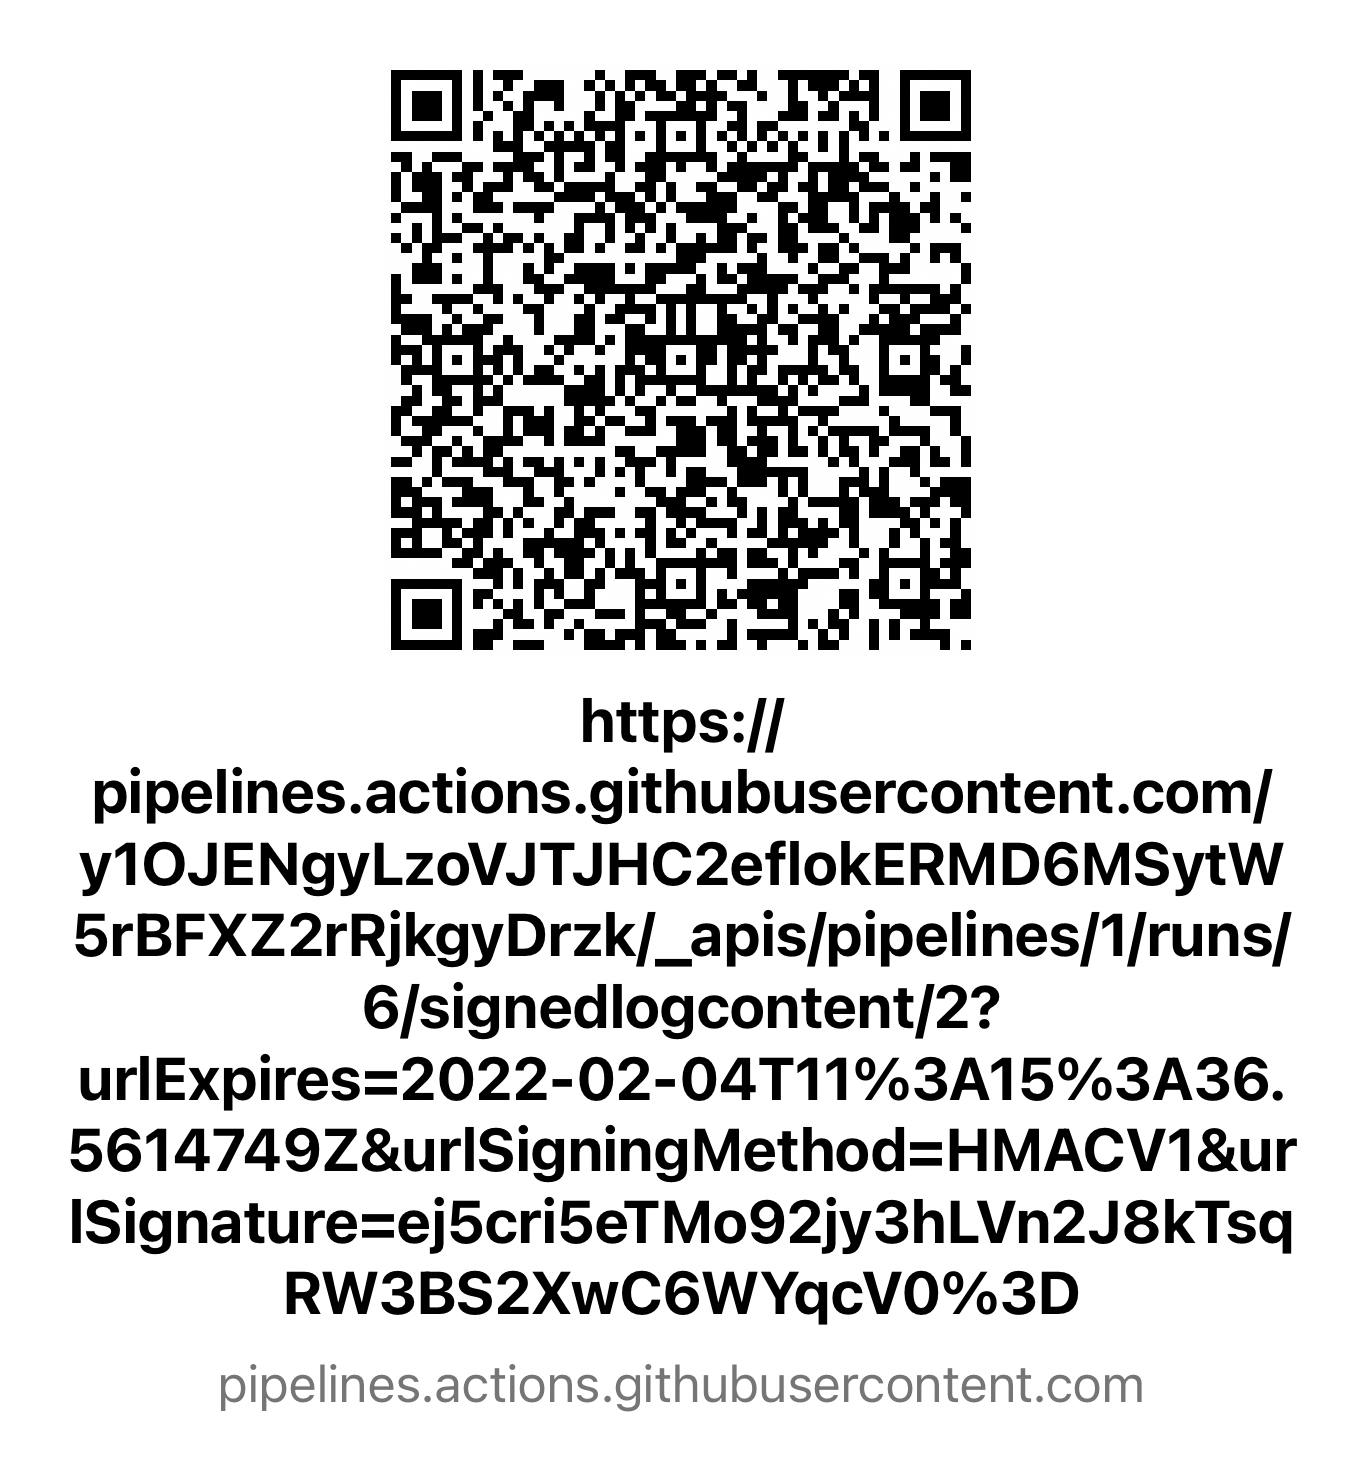 https://
pipelines.actions.githubusercontent.com/
y1OJENgyLzoVJTJHC2eflokERMD6MSytW
5rBFXZ2rRjkgyDrzk/_apis/pipelines/1/runs/
6/signedlogcontent/2?
urlExpires=2022-02-04T11%3A15%3A36.
5614749Z&urlSigningMethod=HMACV1&ur
lSignature=ej5cri5eTMo92jy3hLVn2J8kTsq
RW3BS2XwC6WYqcV0%3D
pipelines.actions.githubusercontent.com